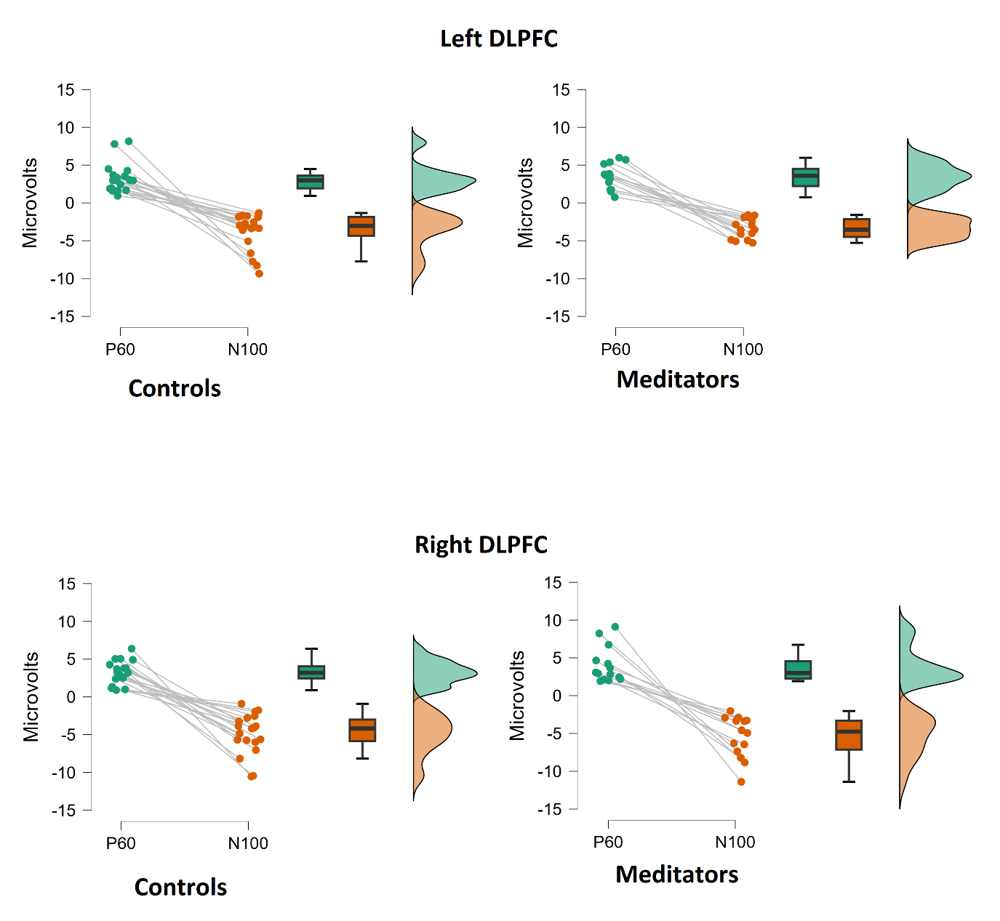 Left DLPFC
15
10
5
0
-5
-10
-15
Microvolts
P60 N100
Controls
15
10
5
0
-5
-10
-15
Microvolts
P60 N100
Meditators
Right DLPFC
15
10
5
0
-5
-10
-15
Microvolts
P60 N100
Controls
15
10
5
0
-5
-10
-15
Microvolts
P60 N100
Meditators